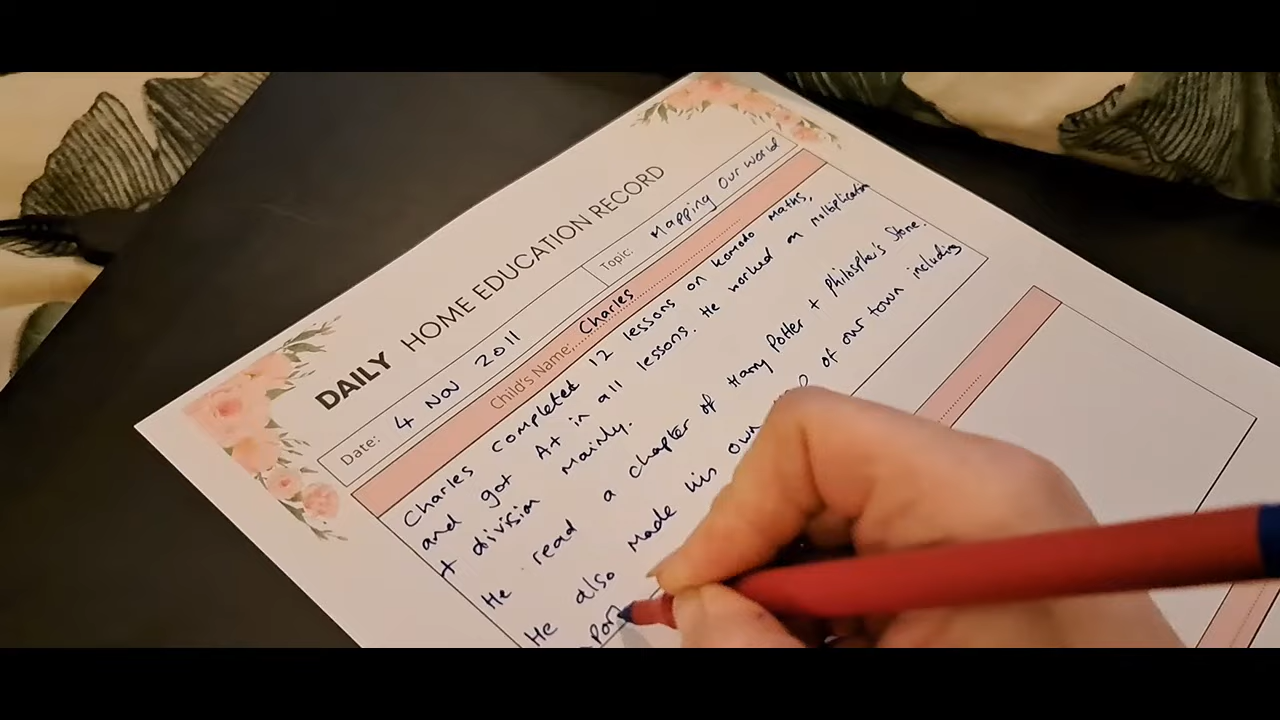 DAILY HOME EDUCATION RECORD
Date: 4 Nov 2011 Topic: Mapping Our World
Child's Name: Charles
Charles completed 12 lessons on komodo maths,
and got A+ in all lessons. He worked on multiplication
+ division mainly.
He read a chapter of Harry Potter + Philospher's Stone.
He also made his own of our town including